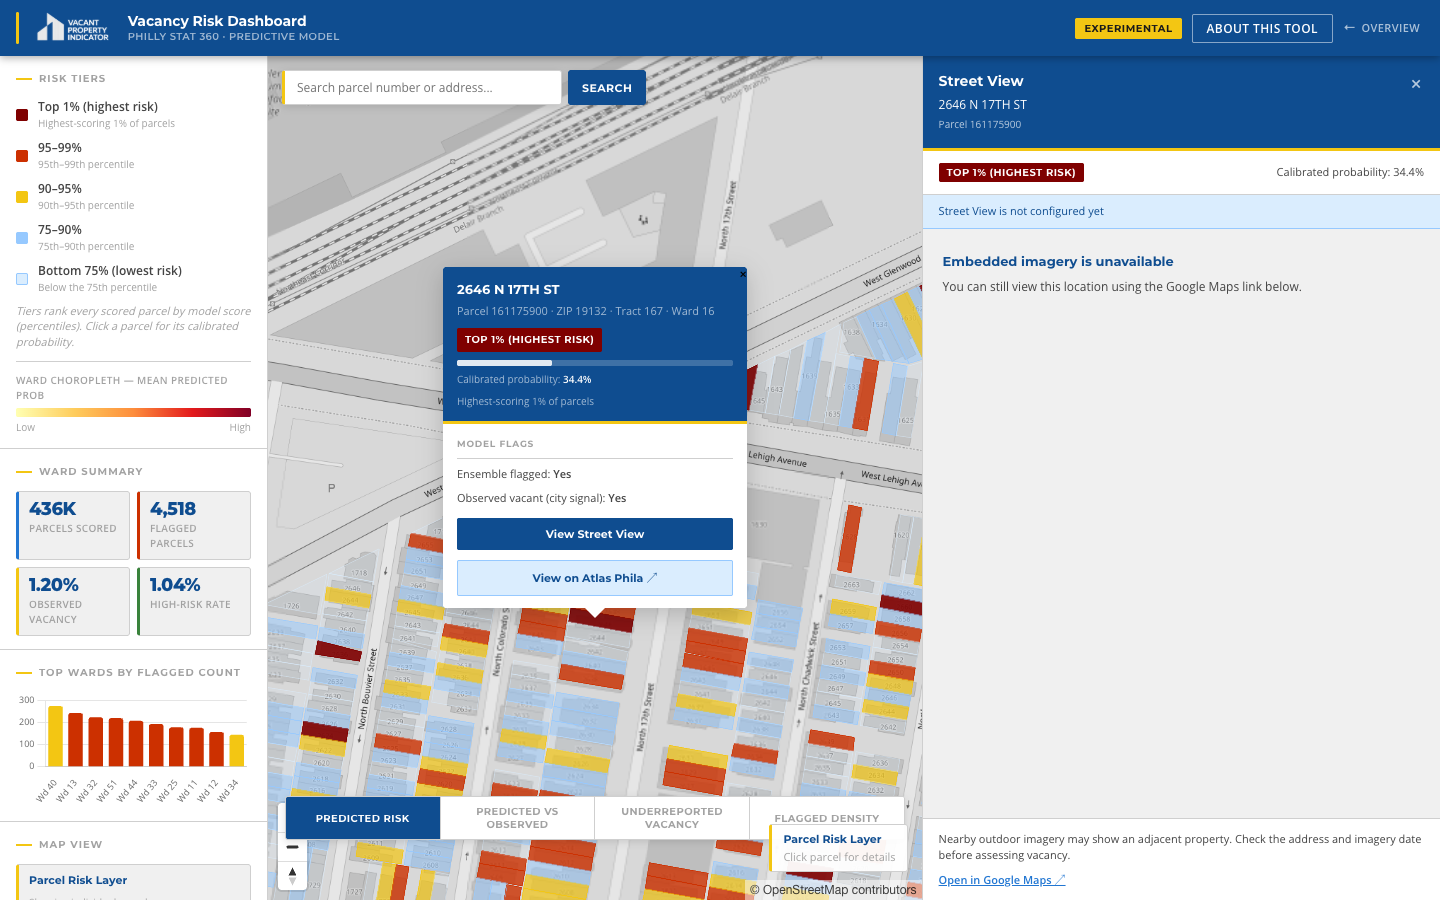 VACANT
PROPERTY
INDICATOR
Vacancy Risk Dashboard
PHILLY STAT 360 · PREDICTIVE MODEL
EXPERIMENTAL
ABOUT THIS TOOL
← OVERVIEW
RISK TIERS
Top 1% (highest risk)
Highest-scoring 1% of parcels
95–99%
95th–99th percentile
90–95%
90th–95th percentile
75–90%
75th–90th percentile
Bottom 75% (lowest risk)
Below the 75th percentile
Tiers rank every scored parcel by model score
(percentiles). Click a parcel for its calibrated
probability.
WARD CHOROPLETH — MEAN PREDICTED
PROB
Low
High
WARD SUMMARY
436K
PARCELS SCORED
4,518
FLAGGED
PARCELS
1.20%
OBSERVED
VACANCY
1.04%
HIGH-RISK RATE
TOP WARDS BY FLAGGED COUNT
300
200
100
0
Wd 40
Wd 13
Wd 32
Wd 51
Wd 44
Wd 33
Wd 25
Wd 11
Wd 12
Wd 34
MAP VIEW
Parcel Risk Layer
Search parcel number or address...
SEARCH
Delair Branch
Delair Branch
North 17th Street
West Glenwood
Lehigh Avenue
West Lehigh Av
P
North Bouvier Street
North Colorado S
North 17th Street
North Chadwick Street
2646 N 17TH ST
Parcel 161175900 · ZIP 19132 · Tract 167 · Ward 16
TOP 1% (HIGHEST RISK)
Calibrated probability: 34.4%
Highest-scoring 1% of parcels
MODEL FLAGS
Ensemble flagged: Yes
Observed vacant (city signal): Yes
View Street View
View on Atlas Phila ↗
PREDICTED RISK
PREDICTED VS
OBSERVED
UNDERREPORTED
VACANCY
FLAGGED DENSITY
Parcel Risk Layer
Click parcel for details
© OpenStreetMap contributors
Street View
2646 N 17TH ST
Parcel 161175900
×
TOP 1% (HIGHEST RISK)
Calibrated probability: 34.4%
Street View is not configured yet
Embedded imagery is unavailable
You can still view this location using the Google Maps link below.
Nearby outdoor imagery may show an adjacent property. Check the address and imagery date
before assessing vacancy.
Open in Google Maps ↗